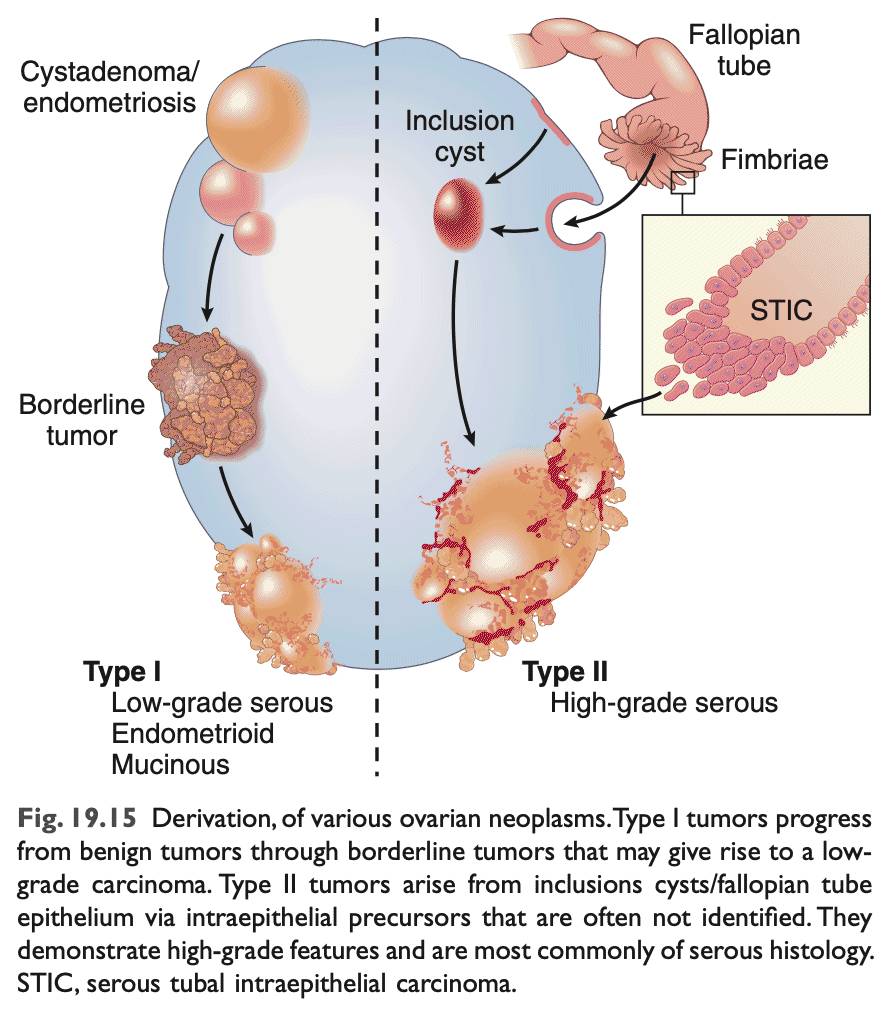 Cystadenoma/
endometriosis
Borderline
tumor
Inclusion
cyst
Fallopian
tube
Fimbriae
STIC
Type I
Low-grade serous
Endometrioid
Mucinous
Type II
High-grade serous
Fig. 19.15 Derivation, of various ovarian neoplasms. Type I tumors progress
from benign tumors through borderline tumors that may give rise to a low-
grade carcinoma. Type II tumors arise from inclusions cysts/fallopian tube
epithelium via intraepithelial precursors that are often not identified. They
demonstrate high-grade features and are most commonly of serous histology.
STIC, serous tubal intraepithelial carcinoma.